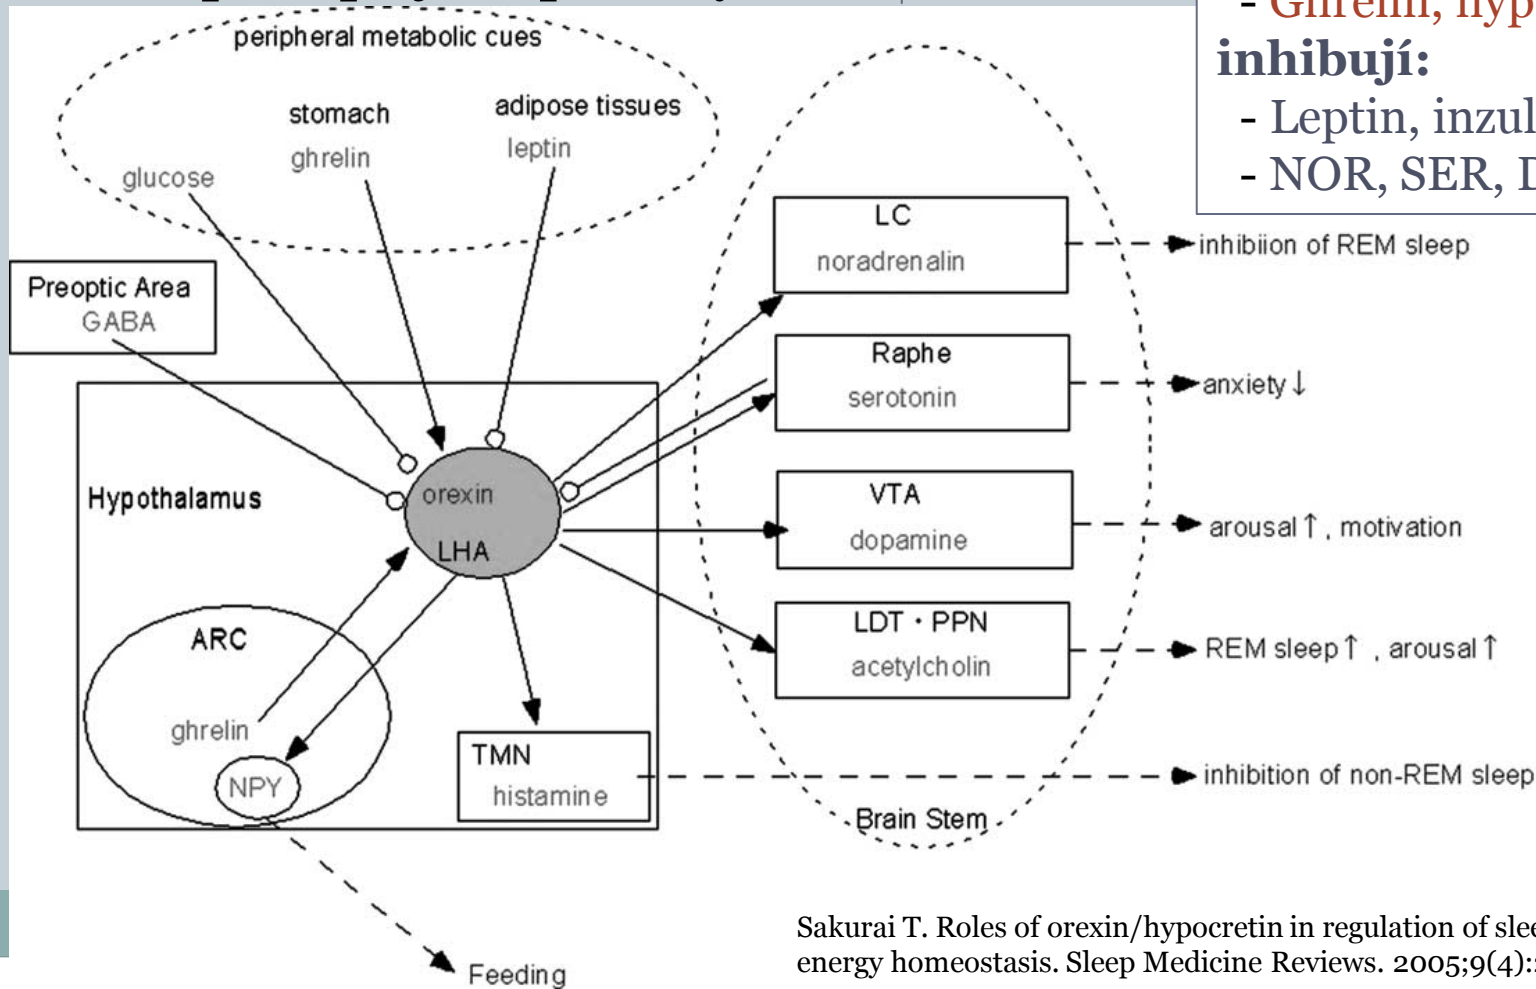 - Ghrelin, hyp
inhibují:
- Leptin, inzul
- NOR, SER, D
peripheral metabolic cues
stomach
ghrelin
adipose tissues
leptin
glucose
Preoptic Area
GABA
Hypothalamus
orexin
LHA
ARC
ghrelin
NPY
TMN
histamine
LC
noradrenalin
Raphe
serotonin
VTA
dopamine
LDT・PPN
acetylcholin
Brain Stem
inhibiion of REM sleep
anxiety↓
arousal↑, motivation
REM sleep↑ , arousal↑
inhibition of non-REM sleep
Feeding
Sakurai T. Roles of orexin/hypocretin in regulation of slee
energy homeostasis. Sleep Medicine Reviews. 2005;9(4):